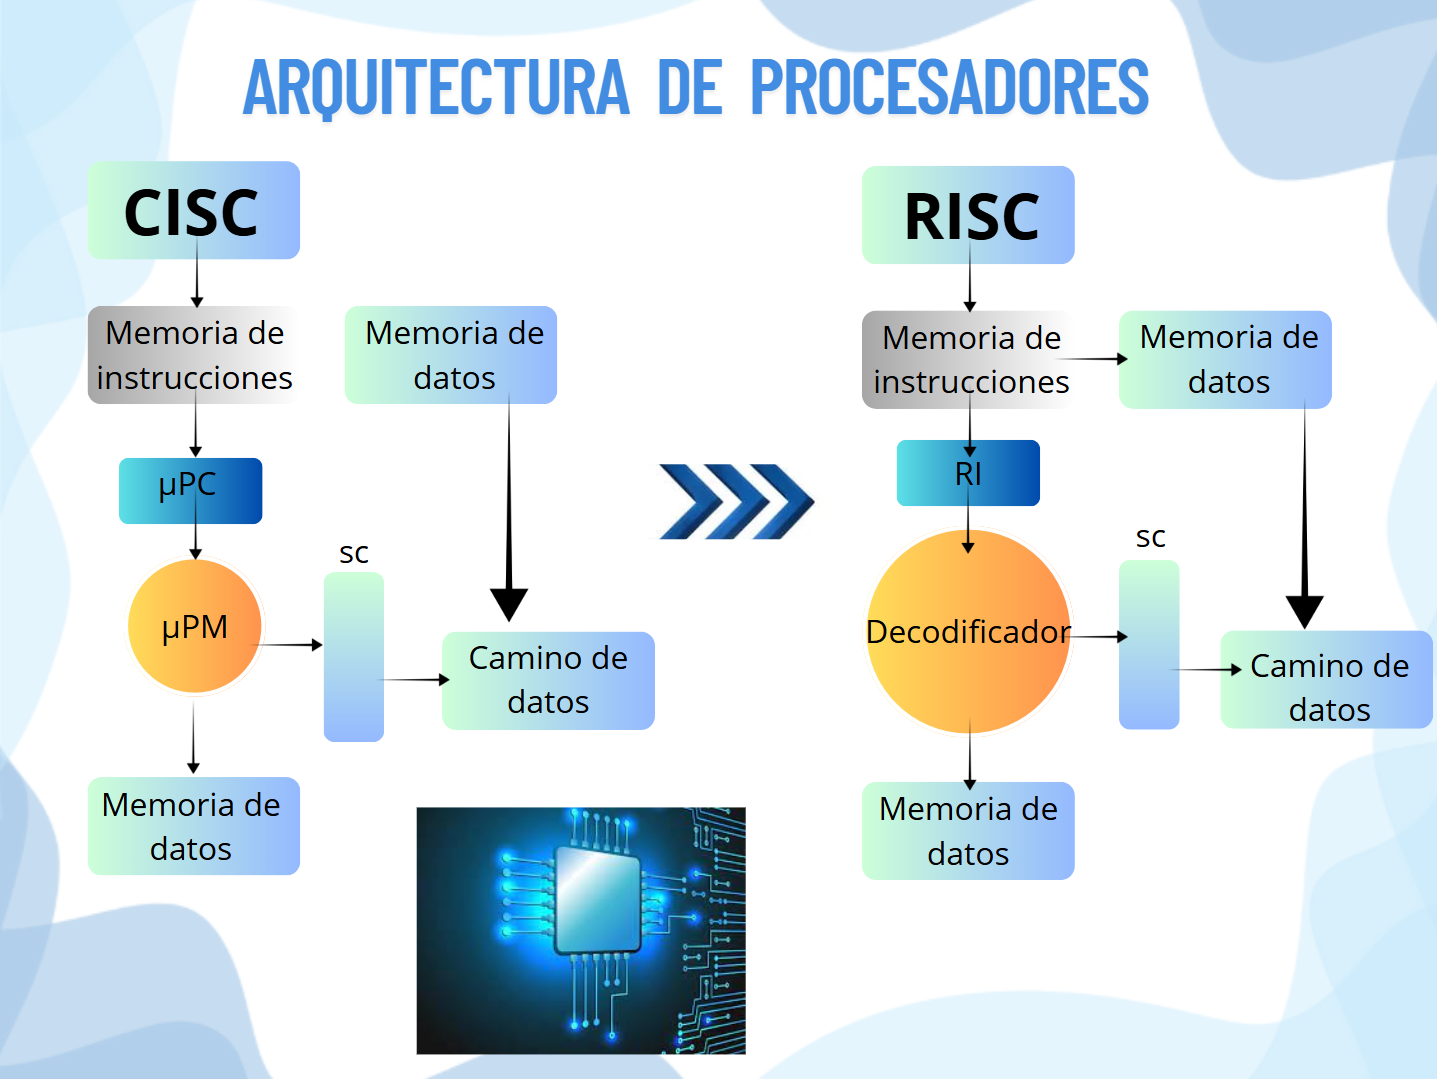 ARQUITECTURA DE PROCESADORES
CISC
Memoria de
instrucciones
Memoria de
datos
µPC
µPM
sc
Camino de
datos
Memoria de
datos
RISC
Memoria de
instrucciones
Memoria de
datos
RI
Decodificador
sc
Camino de
datos
Memoria de
datos